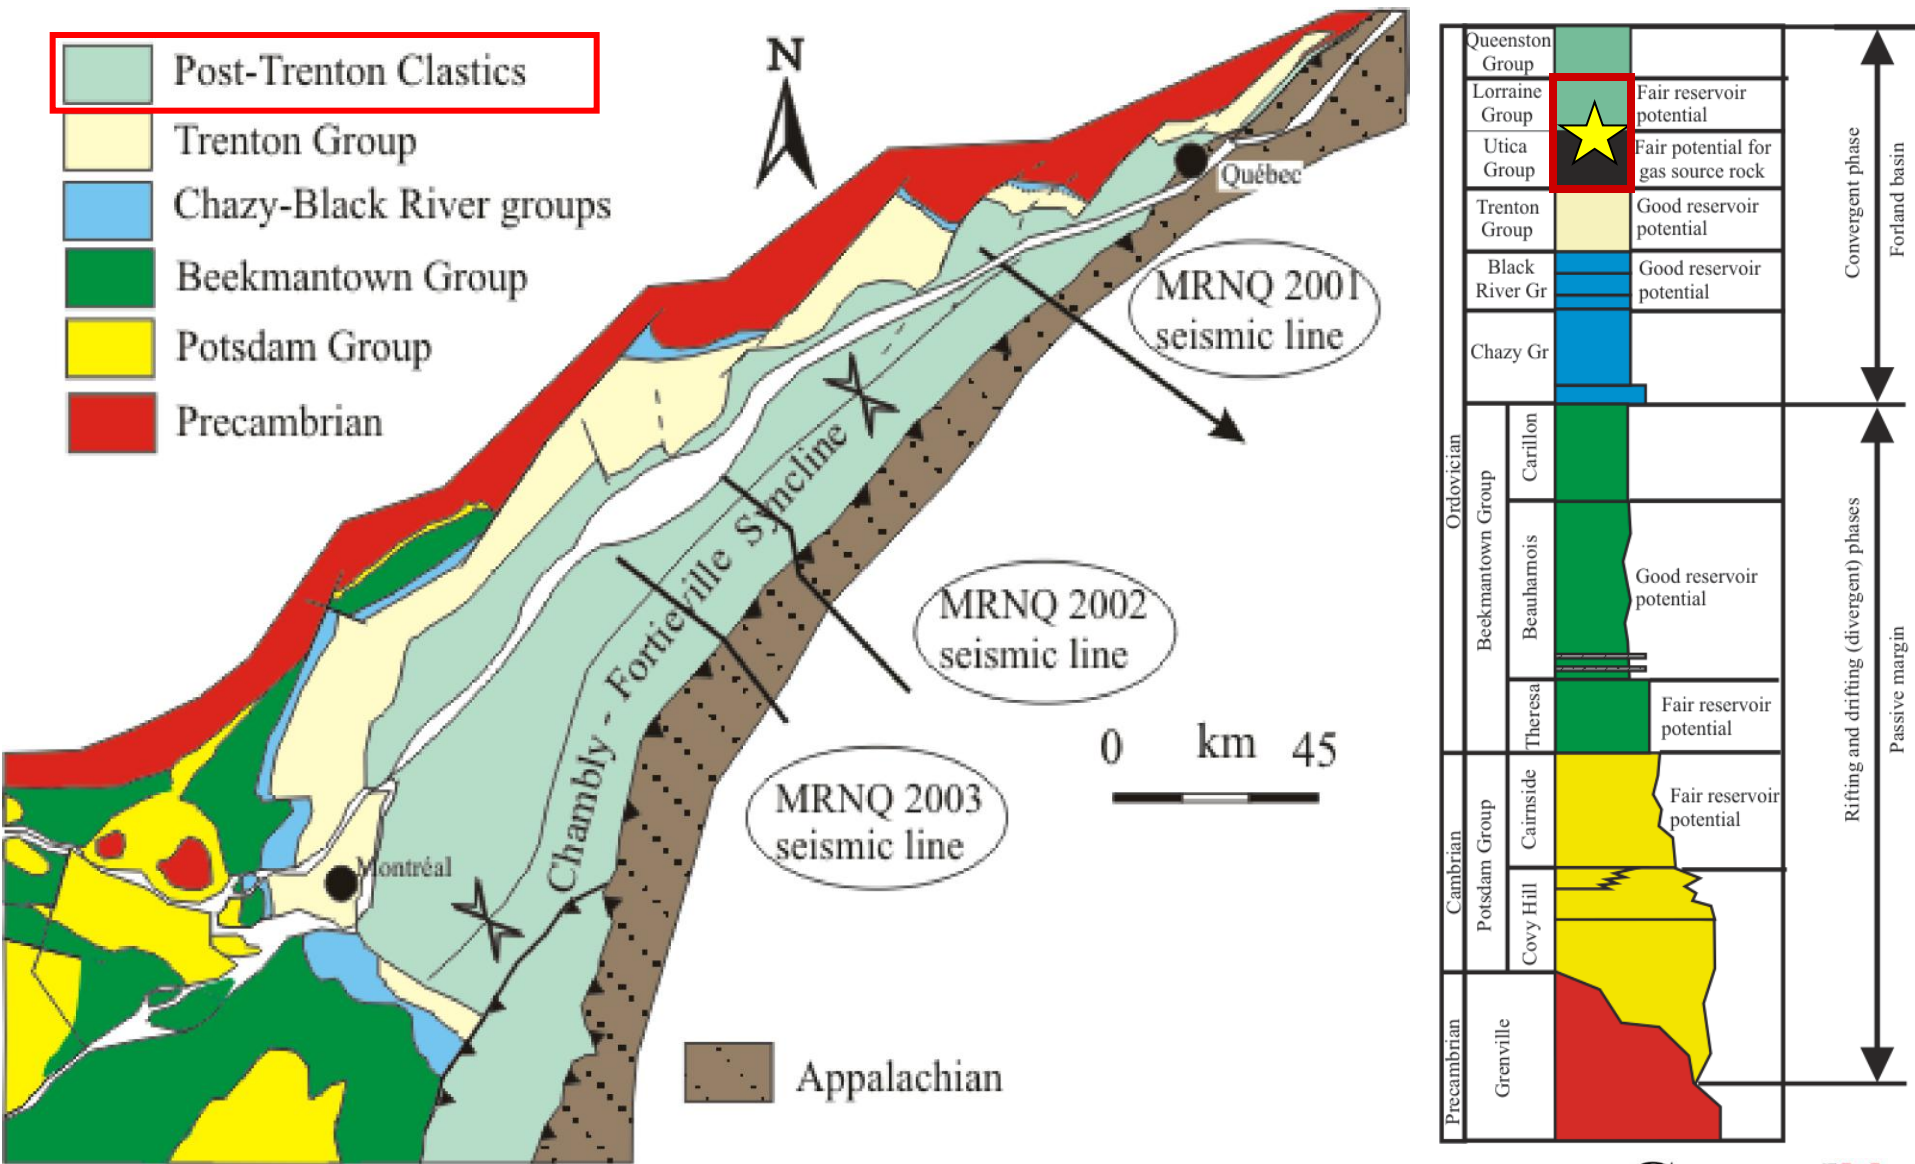 Post-Trenton Clastics
Trenton Group
Chazy-Black River groups
Beekmantown Group
Potsdam Group
Precambrian
N
Québec
MRNQ 2001
seismic line
Chambly - Fortierville Syncline
MRNQ 2002
seismic line
MRNQ 2003
seismic line
0 km 45
Montréal
Appalachian
Queenston
Group
Lorraine
Group
Fair reservoir
potential
Utica
Group
Fair potential for
gas source rock
Trenton
Group
Good reservoir
potential
Black
River Gr
Good reservoir
potential
Chazy Gr
Convergent phase
Forland basin
Ordovician
Beekmantown Group
Carillon
Beauharnois
Good reservoir
potential
Theresa
Fair reservoir
potential
Cambrian
Potsdam Group
Cairnside
Fair reservoir
potential
Covy Hill
Rifting and drifting (divergent) phases
Passive margin
Precambrian
Grenville